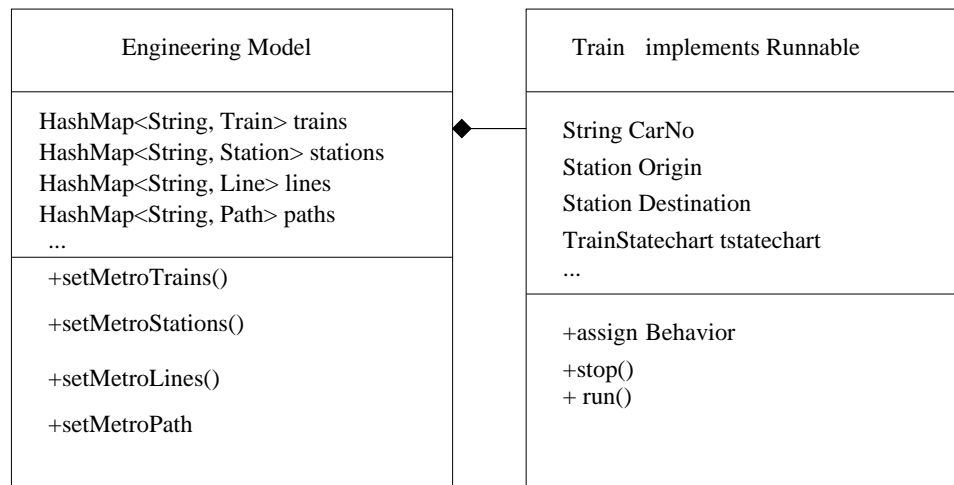 Engineering Model
HashMap<String, Train> trains
HashMap<String, Station> stations
HashMap<String, Line> lines
HashMap<String, Path> paths
...
+setMetroTrains()
+setMetroStations()
+setMetroLines()
+setMetroPath
Train implements Runnable
String CarNo
Station Origin
Station Destination
TrainStatechart tstatechart
...
+assign Behavior
+stop()
+ run()